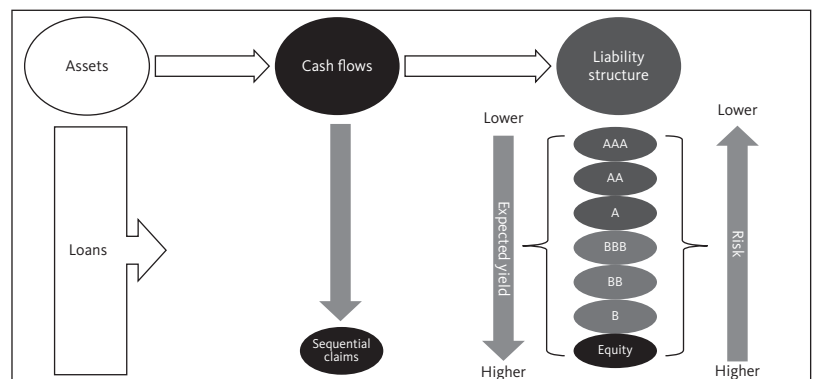 Assets
Cash flows
Liability
structure
Lower
Lower
AAA
AA
A
BBB
BB
B
Equity
Expected yield
Risk
Loans
Sequential
claims
Higher
Higher